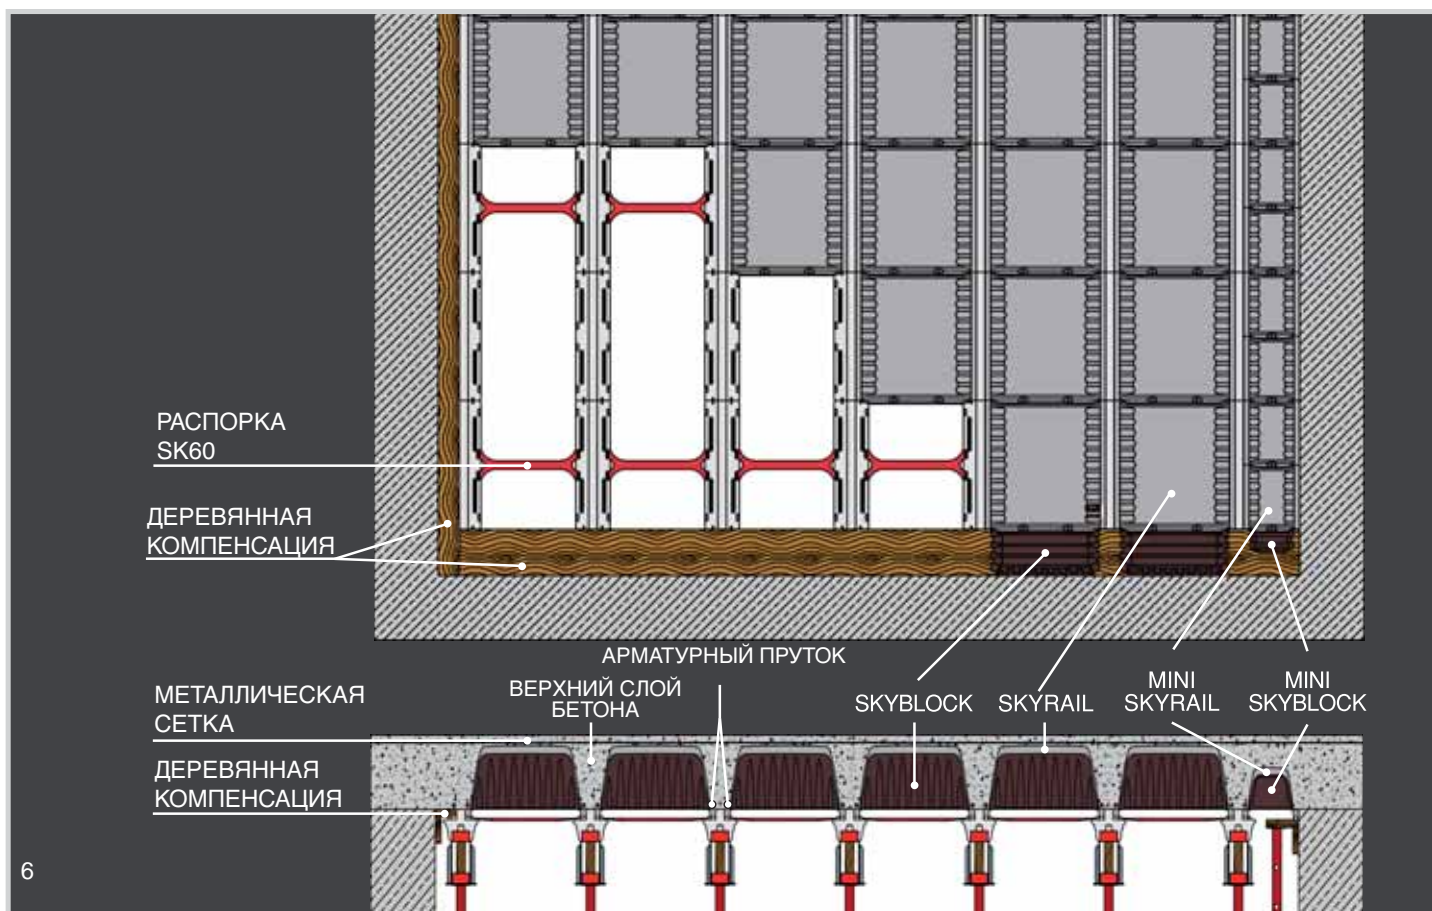 РАСПОРКА
SK60
ДЕРЕВЯННАЯ
КОМПЕНСАЦИЯ
АРМАТУРНЫЙ ПРУТОК
МЕТАЛЛИЧЕСКАЯ
СЕТКА
ВЕРХНИЙ СЛОЙ
БЕТОНА
SKYBLOCK
SKYRAIL
MINI
SKYRAIL
MINI
SKYBLOCK
ДЕРЕВЯННАЯ
КОМПЕНСАЦИЯ
6